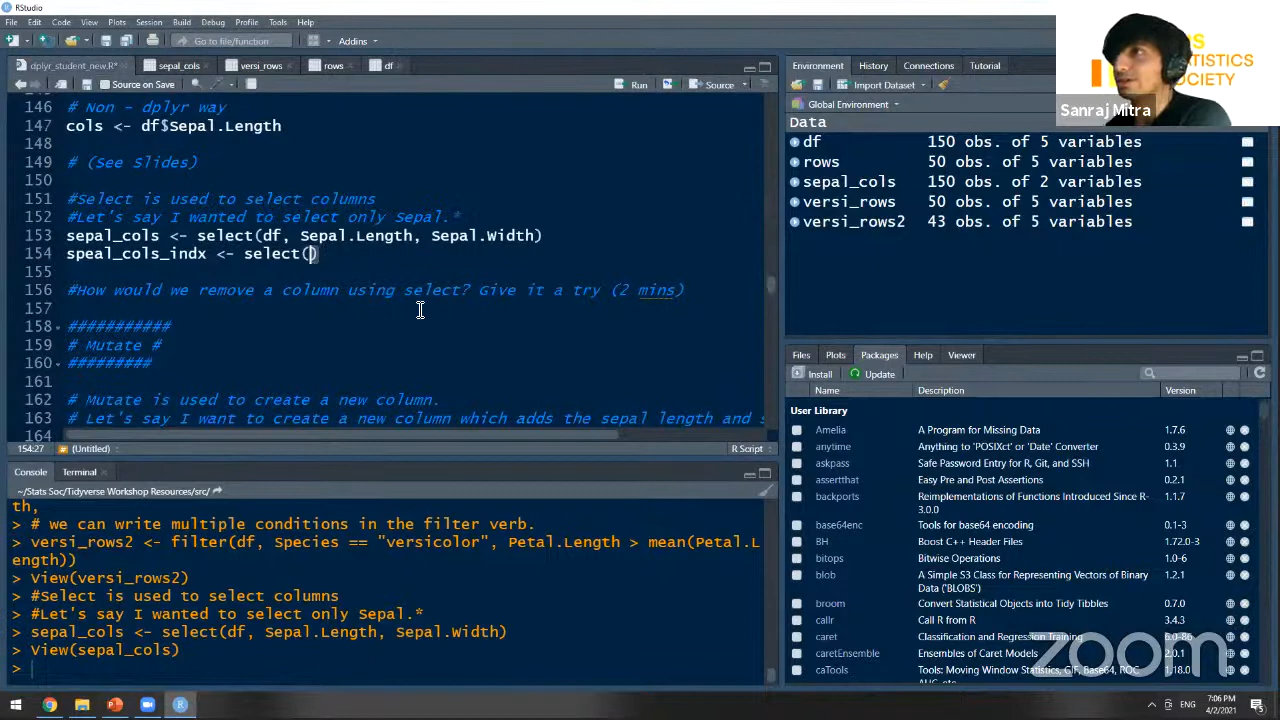 RStudio
File Edit Code View Plots Session Build Debug Profile Tools Help
Go to file/function Addins
dplyr_student_new.R* sepal_cols versi_rows rows df
Source on Save Run Source
146 # Non - dplyr way
147 cols <- df$Sepal.Length
148
149 # (See Slides)
150
151 #Select is used to select columns
152 #Let's say I wanted to select only Sepal.*
153 sepal_cols <- select(df, Sepal.Length, Sepal.Width)
154 speal_cols_indx <- select()
155
156 #How would we remove a column using select? Give it a try (2 mins)
157
158 ###########
159 # Mutate #
160 #########
161
162 # Mutate is used to create a new column.
163 # Let's say I want to create a new column which adds the sepal length and s
164
154:27 (Untitled) R Script
Console Terminal
~/Stats Soc/Tidyverse Workshop Resources/src/
th,
> # we can write multiple conditions in the filter verb.
> versi_rows2 <- filter(df, Species == "versicolor", Petal.Length > mean(Petal.L
ength))
> View(versi_rows2)
> #Select is used to select columns
> #Let's say I wanted to select only Sepal.*
> sepal_cols <- select(df, Sepal.Length, Sepal.Width)
> View(sepal_cols)
>
Environment History Connections Tutorial
Import Dataset
Global Environment
Data
df 150 obs. of 5 variables
rows 50 obs. of 5 variables
sepal_cols 150 obs. of 2 variables
versi_rows 50 obs. of 5 variables
versi_rows2 43 obs. of 5 variables
Files Plots Packages Help Viewer
Install Update
Name Description Version
User Library
Amelia A Program for Missing Data 1.7.6
anytime Anything to 'POSIXct' or 'Date' Converter 0.3.9
askpass Safe Password Entry for R, Git, and SSH 1.1
assertthat Easy Pre and Post Assertions 0.2.1
backports Reimplementations of Functions Introduced Since R-3.0.0 1.1.7
base64enc Tools for base64 encoding 0.1-3
BH Boost C++ Header Files 1.72.0-3
bitops Bitwise Operations 1.0-6
blob A Simple S3 Class for Representing Vectors of Binary Data ('BLOBS') 1.2.1
broom Convert Statistical Objects into Tidy Tibbles 0.7.0
callr Call R from R 3.4.3
caret Classification and Regression Training 6.0-86
caretEnsemble Ensembles of Caret Models 2.0.1
caTools Tools: Moving Window Statistics, GIF, Base64, ROC 1.18.0
zoom
Sanraj Mitra
ATISTICS
OCIETY
ENG
7:06 PM
4/2/2021